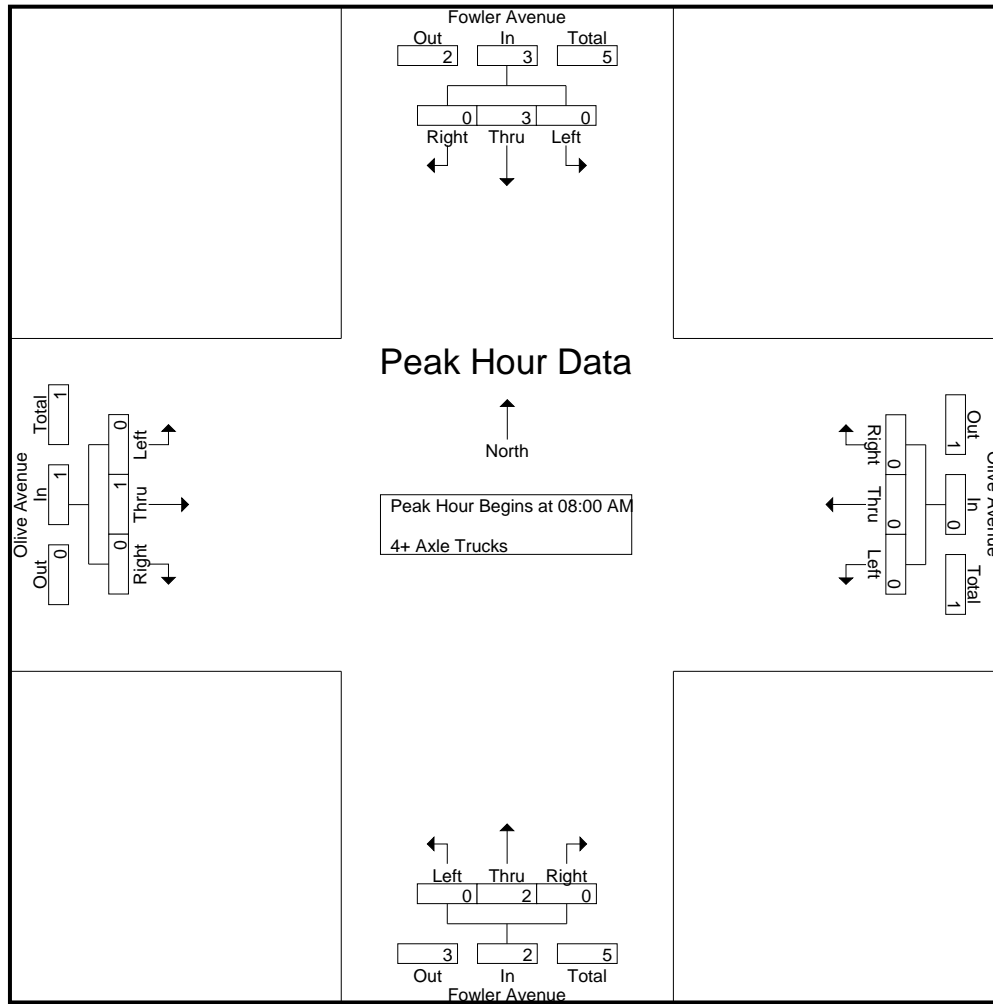 Fowler Avenue
Out In Total
2 3 5
0 3 0
Right Thru Left
Peak Hour Data
North
Peak Hour Begins at 08:00 AM
4+ Axle Trucks
Olive Avenue
Total In Out
1 1 0
0 1 0
Left Thru Right
Right Thru Left
0 0 0
Out In Total
1 0 1
Olive Avenue
Left Thru Right
0 2 0
3 2 5
Out In Total
Fowler Avenue